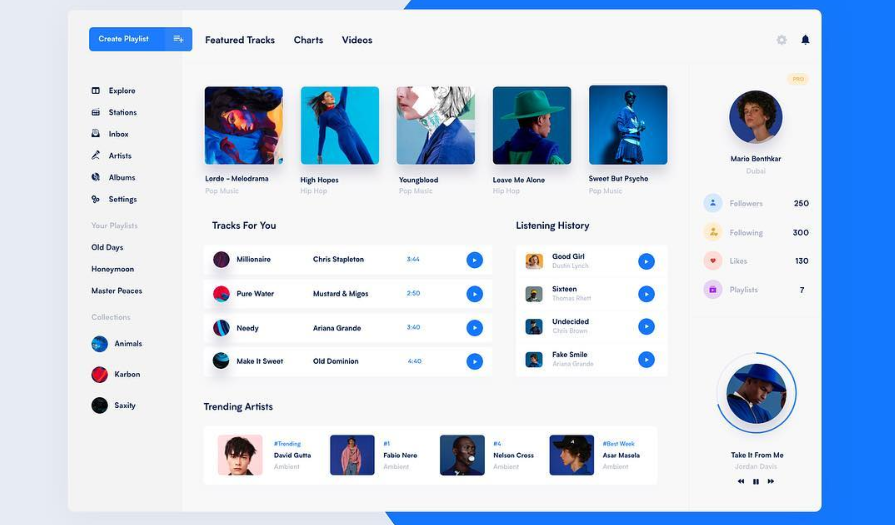 Create Playlist
Featured Tracks
Charts
Videos
Explore
Stations
Inbox
Artists
Albums
Settings
Your Playlists
Old Days
Honeymoon
Master Peaces
Collections
Animals
Karbon
Saxity
Lorde - Melodrama
Pop Music
High Hopes
Hip Hop
Youngblood
Pop Music
Leave Me Alone
Hip Hop
Sweet But Psycho
Pop Music
Tracks For You
Millionaire Chris Stapleton 3:44
Pure Water Mustard & Migos 2:50
Needy Ariana Grande 3:40
Make It Sweet Old Dominion 4:40
Listening History
Good Girl
Dustin Lynch
Sixteen
Thomas Rhett
Undecided
Chris Brown
Fake Smile
Ariana Grande
Trending Artists
#Trending
David Gutta
Ambient
#1
Fabio Nero
Ambient
#4
Nelson Cross
Ambient
#Best Week
Asar Masola
Ambient
PRO
Mario Benthkar
Dubai
Followers 250
Following 300
Likes 130
Playlists 7
Take It From Me
Jordan Davis